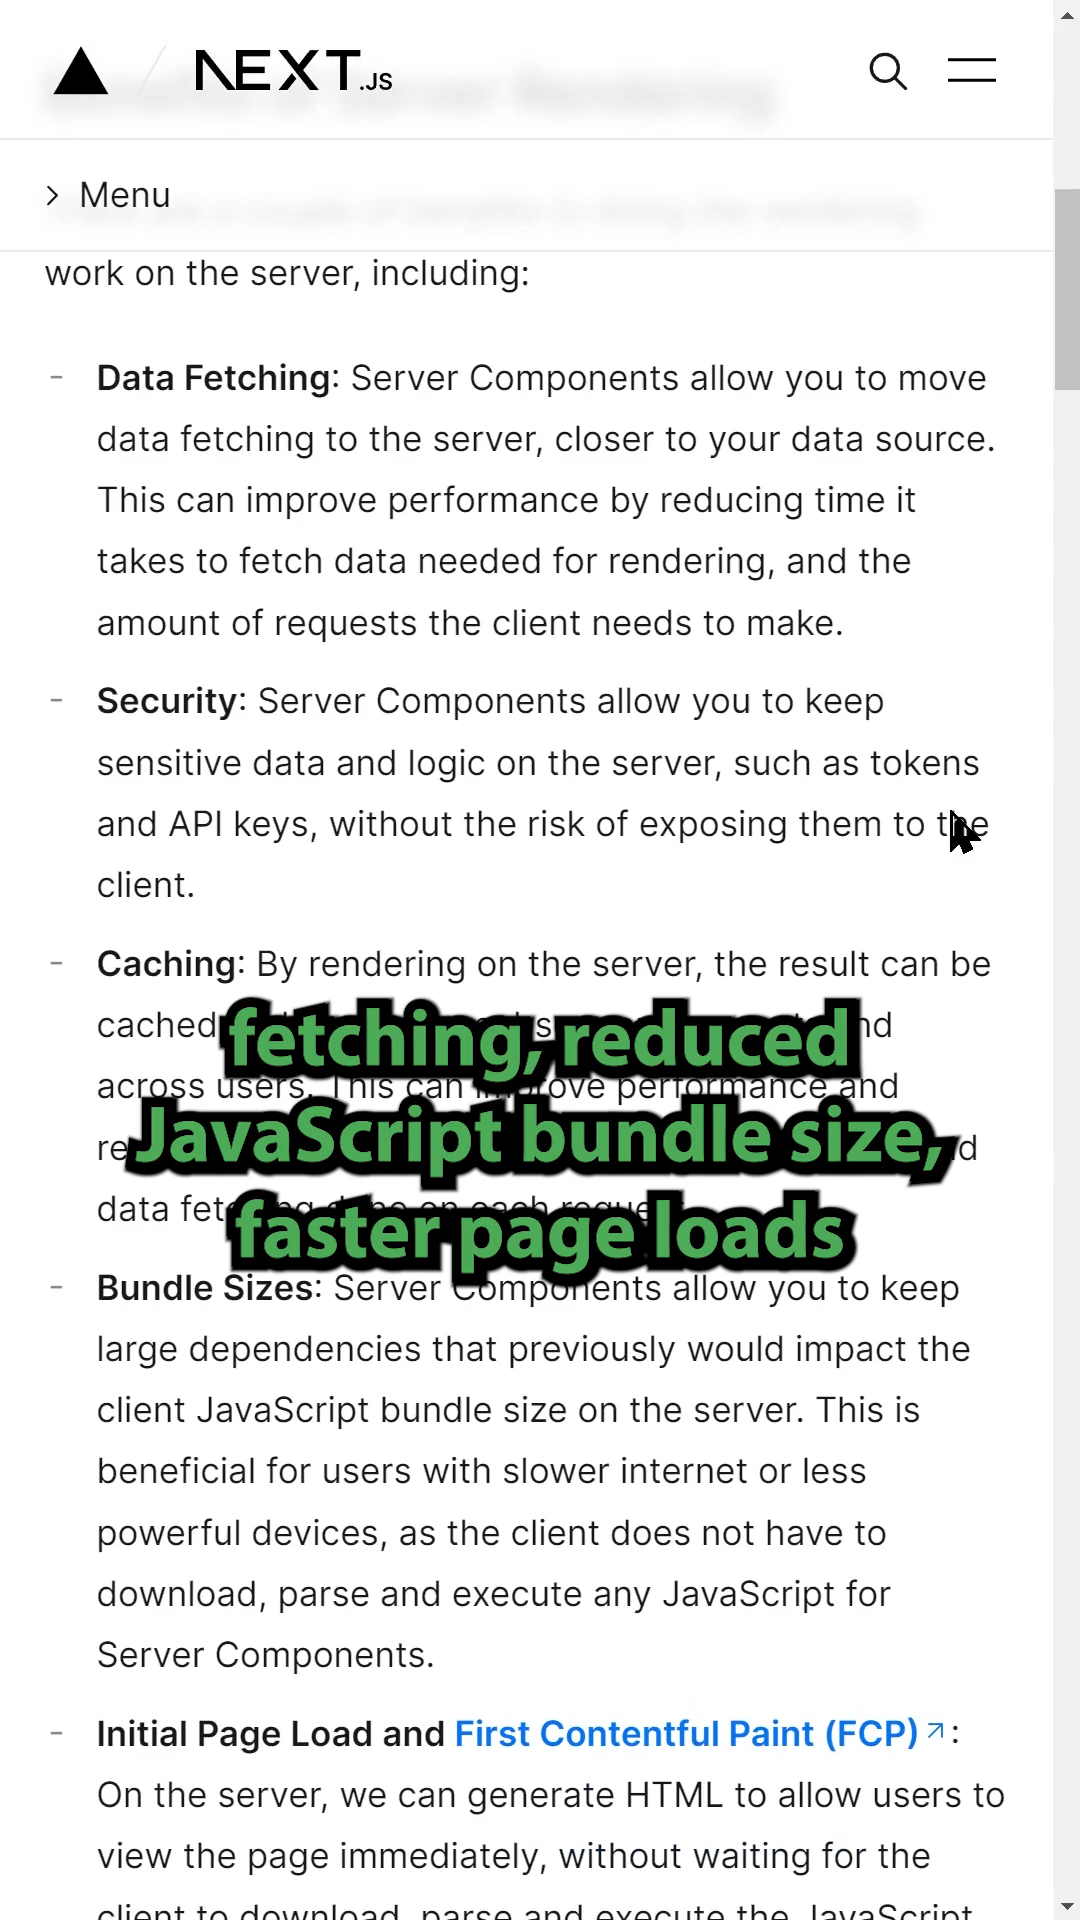 NEXT.JS
Menu
work on the server, including:
- Data Fetching: Server Components allow you to move
data fetching to the server, closer to your data source.
This can improve performance by reducing time it
takes to fetch data needed for rendering, and the
amount of requests the client needs to make.
- Security: Server Components allow you to keep
sensitive data and logic on the server, such as tokens
and API keys, without the risk of exposing them to the
client.
- Caching: By rendering on the server, the result can be
cached
across users. This can improve performance and
data fetching done on each
fetching, reduced
JavaScript bundle size,
faster page loads
- Bundle Sizes: Server Components allow you to keep
large dependencies that previously would impact the
client JavaScript bundle size on the server. This is
beneficial for users with slower internet or less
powerful devices, as the client does not have to
download, parse and execute any JavaScript for
Server Components.
- Initial Page Load and First Contentful Paint (FCP)↗:
On the server, we can generate HTML to allow users to
view the page immediately, without waiting for the
client to download, parse and execute the JavaScript